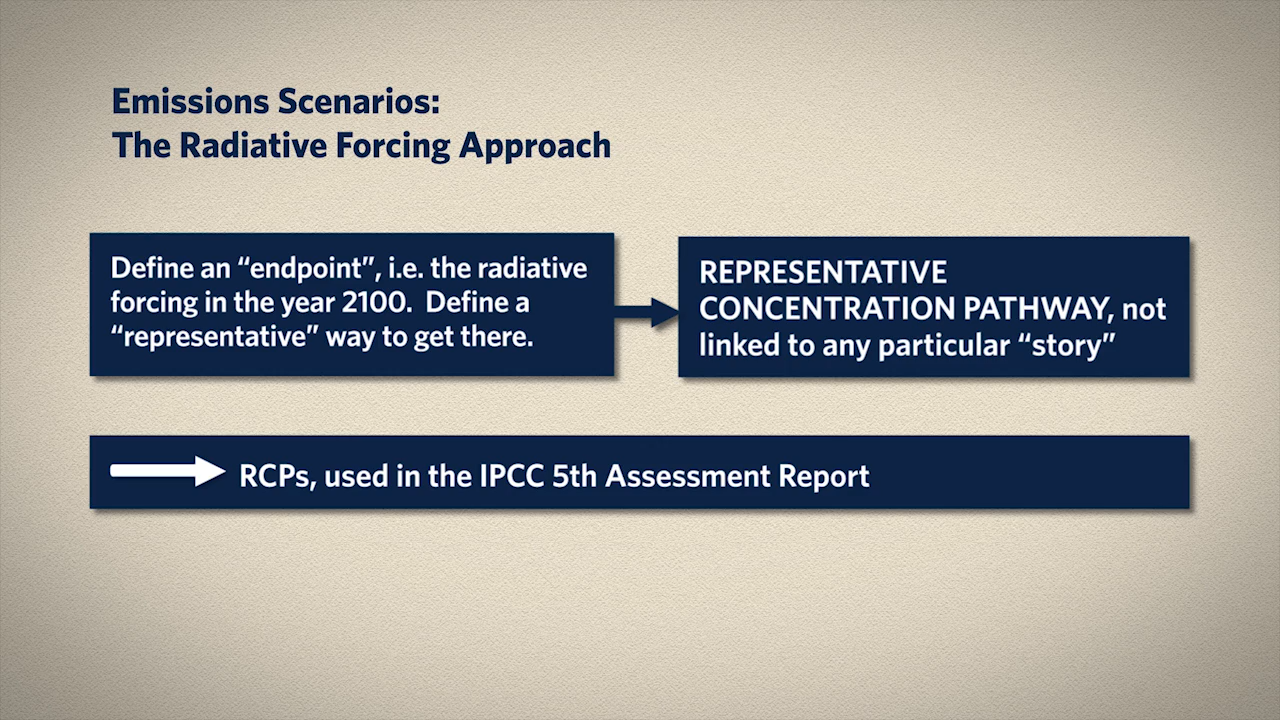 Emissions Scenarios:
The Radiative Forcing Approach
Define an “endpoint”, i.e. the radiative
forcing in the year 2100.  Define a
“representative” way to get there.
REPRESENTATIVE
CONCENTRATION PATHWAY, not
linked to any particular “story”
RCPs, used in the IPCC 5th Assessment Report